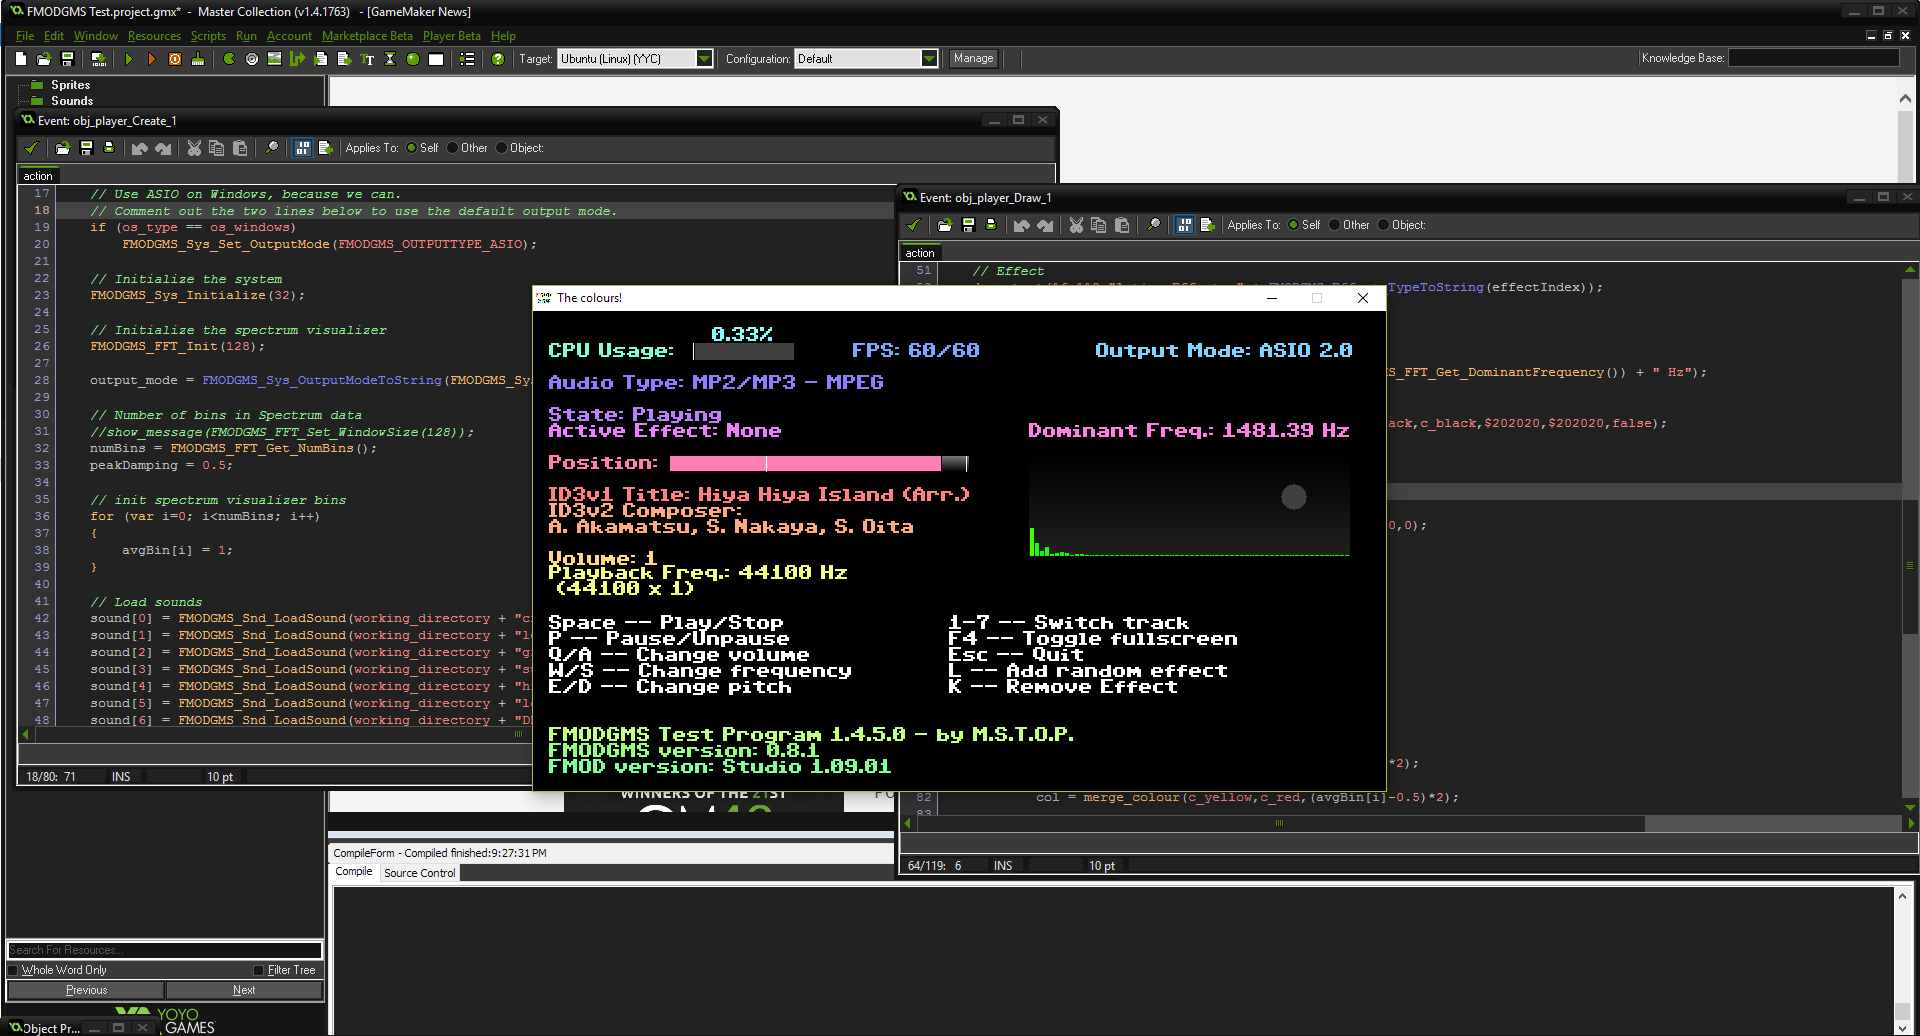 FMODGMS Test.project.gmx* - Master Collection (v1.4.1763) - [GameMaker News]
File Edit Window Resources Scripts Run Account Marketplace Beta Player Beta Help
Target: Ubuntu (Linux) (YYC) Configuration: Default Manage Knowledge Base:
Sprites
Sounds
Event: obj_player_Create_1
Applies To: Self Other Object:
action
17 // Use ASIO on Windows, because we can.
18 // Comment out the two lines below to use the default output mode.
19 if (os_type == os_windows)
20 FMODGMS_Sys_Set_OutputMode(FMODGMS_OUTPUTTYPE_ASIO);
21
22 // Initialize the system
23 FMODGMS_Sys_Initialize(32);
24
25 // Initialize the spectrum visualizer
26 FMODGMS_FFT_Init(128);
27
28 output_mode = FMODGMS_Sys_OutputModeToString(FMODGMS_Sy
29
30 // Number of bins in Spectrum data
31 //show_message(FMODGMS_FFT_Set_WindowSize(128));
32 numBins = FMODGMS_FFT_Get_NumBins();
33 peakDamping = 0.5;
34
35 // init spectrum visualizer bins
36 for (var i=0; i<numBins; i++)
37 {
38 avgBin[i] = 1;
39 }
40
41 // Load sounds
42 sound[0] = FMODGMS_Snd_LoadSound(working_directory + "c
43 sound[1] = FMODGMS_Snd_LoadSound(working_directory + "l
44 sound[2] = FMODGMS_Snd_LoadSound(working_directory + "g
45 sound[3] = FMODGMS_Snd_LoadSound(working_directory + "s
46 sound[4] = FMODGMS_Snd_LoadSound(working_directory + "h
47 sound[5] = FMODGMS_Snd_LoadSound(working_directory + "l
48 sound[6] = FMODGMS_Snd_LoadSound(working_directory + "D
18/80: 71 INS 10 pt
Event: obj_player_Draw_1
Applies To: Self Other Object:
action
51 // Effect
TypeToString(effectIndex));
S_FFT_Get_DominantFrequency()) + " Hz");
ack,c_black,$202020,$202020,false);
0,0);
*2);
82 col = merge_colour(c_yellow,c_red,(avgBin[i]-0.5)*2);
83
64/119: 6 INS 10 pt
The colours!
0.33%
CPU Usage: FPS: 60/60 Output Mode: ASIO 2.0
Audio Type: MP2/MP3 - MPEG
State: Playing
Active Effect: None Dominant Freq.: 1481.39 Hz
Position:
ID3v1 Title: Hiya Hiya Island (Arr.)
ID3v2 Composer:
A. Akamatsu, S. Nakaya, S. Oita
Volume: 1
Playback Freq.: 44100 Hz
(44100 x 1)
Space -- Play/Stop 1-7 -- Switch track
P -- Pause/Unpause F4 -- Toggle fullscreen
Q/A -- Change volume Esc -- Quit
W/S -- Change frequency L -- Add random effect
E/D -- Change pitch K -- Remove Effect
FMODGMS Test Program 1.4.5.0 - by M.S.T.O.P.
FMODGMS version: 0.8.1
FMOD version: Studio 1.09.01
WINNERS OF THE 21ST
CompileForm - Compiled finished:9:27:31 PM
Compile Source Control
Search For Resources...
Whole Word Only Filter Tree
Previous Next
YOYO
GAMES
Object Pr...